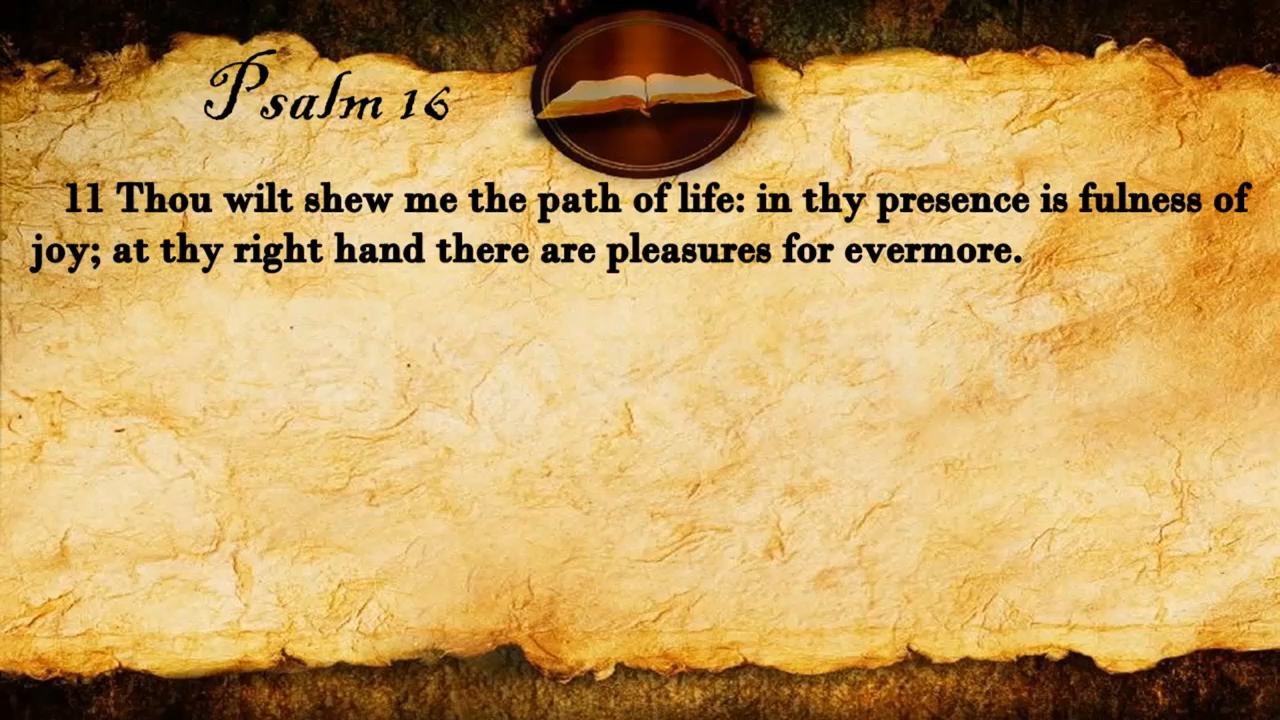 Psalm 16
11 Thou wilt shew me the path of life: in thy presence is fulness of
joy; at thy right hand there are pleasures for evermore.